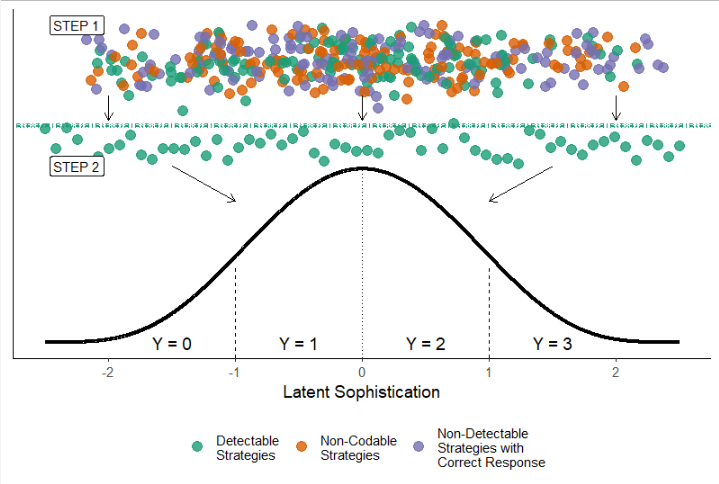 STEP 1
STEP 2
Y = 0 Y = 1 Y = 2 Y = 3
-2 -1 0 1 2
Latent Sophistication
Detectable
Strategies
Non-Codable
Strategies
Non-Detectable
Strategies with
Correct Response